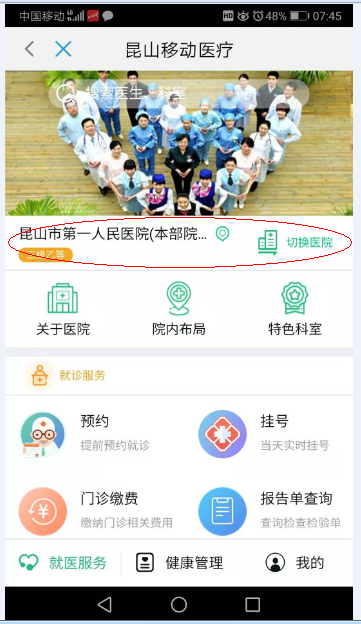 中国移动 HD 48% 07:45
昆山移动医疗
搜索医生、科室
昆山市第一人民医院(本部院... 切换医院
三级乙等
关于医院 院内布局 特色科室
就诊服务
预约 挂号
提前预约就诊 当天实时挂号
门诊缴费 报告单查询
缴纳门诊相关费用 查询检查检验单
就医服务 健康管理 我的